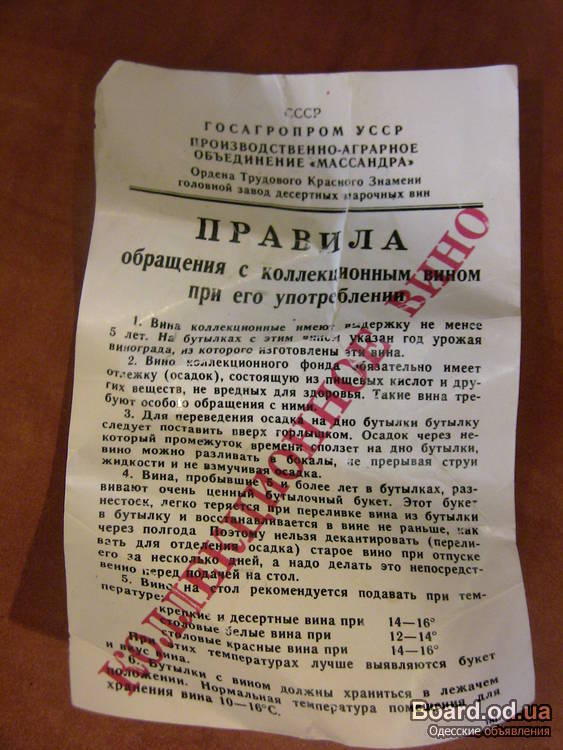 СССР
ГОСАГРОПРОМ УССР
ПРОИЗВОДСТВЕННО-АГРАРНОЕ
ОБЪЕДИНЕНИЕ «МАССАНДРА»
Ордена Трудового Красного Знамени
головной завод десертных марочных вин
ПРАВИЛА
обращения с коллекционным вином
при его употреблении
КОЛЛЕКЦИОННОЕ ВИНО
1. Вина коллекционные имеют выдержку не менее
5 лет. На бутылках с этим вином указан год урожая
винограда, из которого изготовлены эти вина.
2. Вино коллекционного фонда обязательно имеет
отлежку (осадок), состоящую из пищевых кислот и дру-
гих веществ, не вредных для здоровья. Такие вина тре-
буют особого обращения с ними.
3. Для переведения осадка на дно бутылки бутылку
следует поставить вверх горлышком. Осадок через не-
который промежуток времени сползет на дно бутылки,
вино можно разливать в бокалы, не прерывая струи
жидкости и не взмучивая осадка.
4. Вина, пробывшие 5 и более лет в бутылках, раз-
вивают очень ценный бутылочный букет. Этот буке-
нестоек, легко теряется при переливке вина из бутылки
в бутылку и восстанавливается в вине не раньше, как
через полгода Поэтому нельзя декантировать (перели-
вать для отделения осадка) старое вино при отпуске
его за несколько дней, а надо делать это непосредст-
венно перед подачей на стол.
5. Вино на стол рекомендуется подавать при тем-
пературе:
крепкие и десертные вина при 14—16°
столовые белые вина при 12—14°
столовые красные вина при 14—16°
При этих температурах лучше выявляются букет
и вкус вина.
6. Бутылки с вином должны храниться в лежачем
положении. Нормальная температура помещения для
хранения вина 10—16°С.
Board.od.ua
Одесские объявления